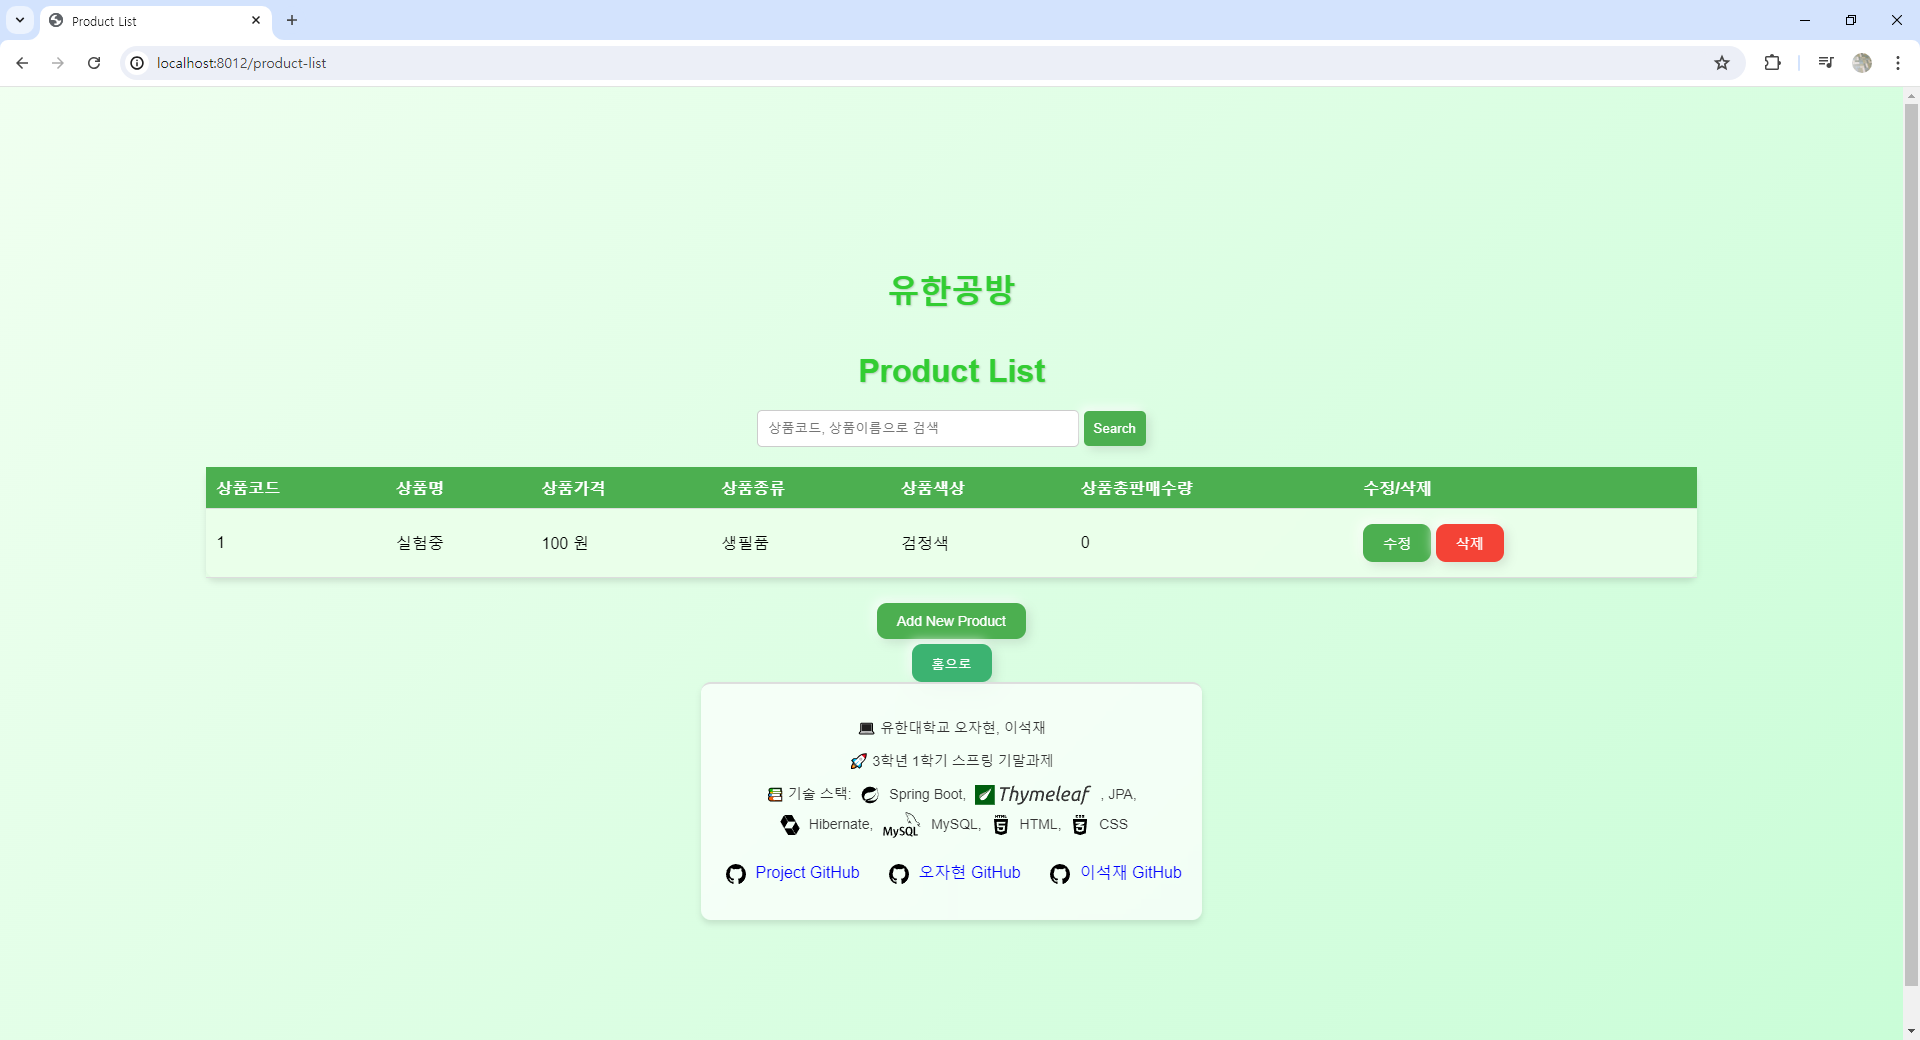 Product List
localhost:8012/product-list
유한공방
Product List
상품코드, 상품이름으로 검색 Search
상품코드 상품명 상품가격 상품종류 상품색상 상품총판매수량 수정/삭제
1 실험중 100 원 생필품 검정색 0 수정 삭제
Add New Product
홈으로
💻 유한대학교 오자현, 이석재
🚀 3학년 1학기 스프링 기말과제
📚 기술 스택: Spring Boot, Thymeleaf , JPA,
Hibernate, MySQL MySQL, HTML HTML, CSS CSS
Project GitHub 오자현 GitHub 이석재 GitHub